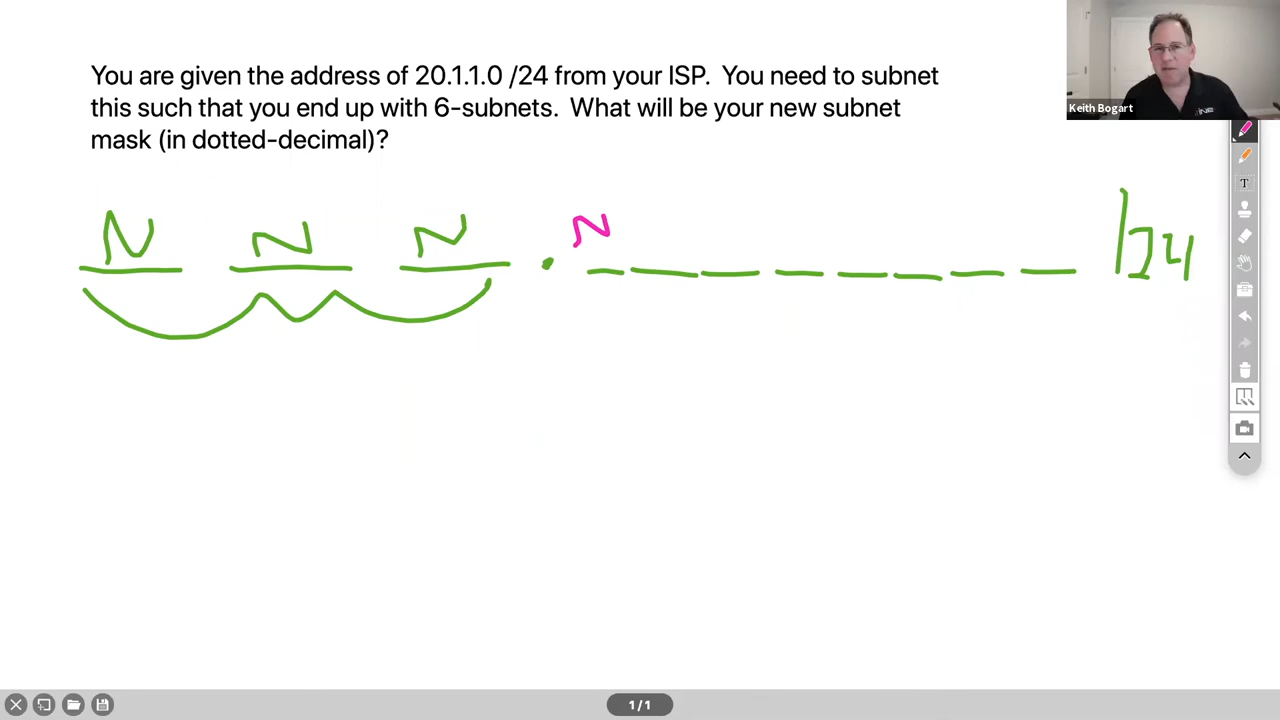 Keith Bogart
You are given the address of 20.1.1.0 /24 from your ISP.  You need to subnet
this such that you end up with 6-subnets.  What will be your new subnet
mask (in dotted-decimal)?
N N N . N /24
T
1/1